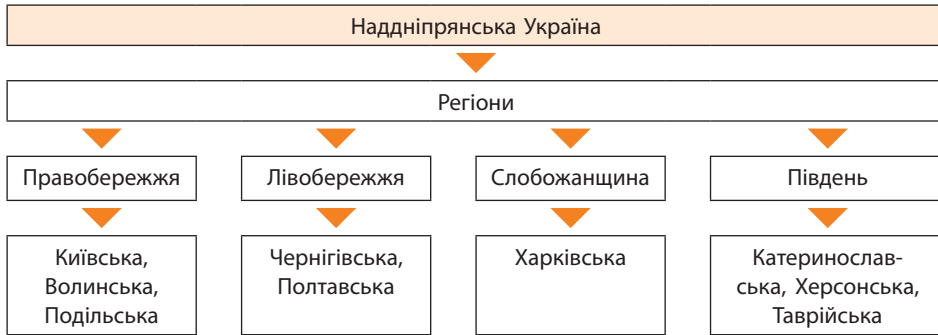 Наддніпрянська Україна
Регіони
Правобережжя
Лівобережжя
Слобожанщина
Південь
Київська,
Волинська,
Подільська
Чернігівська,
Полтавська
Харківська
Катеринослав-
ська, Херсонська,
Таврійська